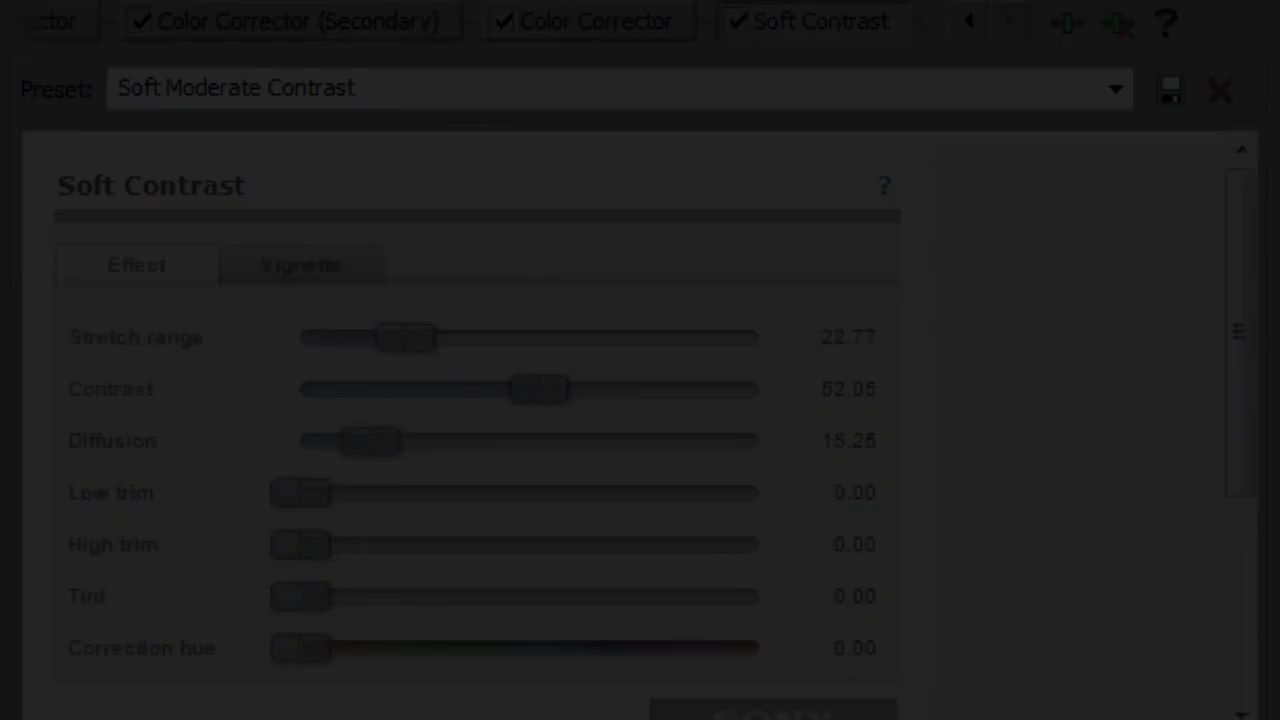 ector Color Corrector (Secondary) Color Corrector Soft Contrast ?
Preset: Soft Moderate Contrast
Soft Contrast ?
Effect Vignette
Stretch range 22.77
Contrast 52.05
Diffusion 15.25
Low trim 0.00
High trim 0.00
Tint 0.00
Correction hue 0.00
SONY